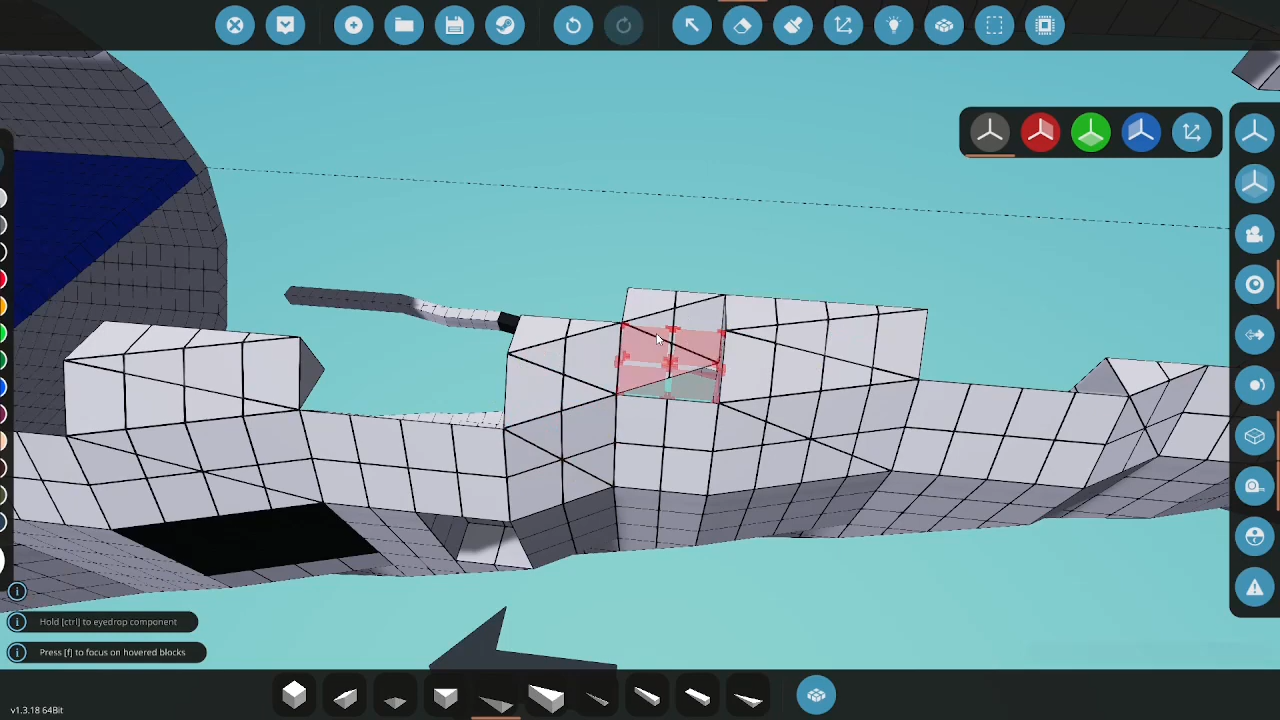 Hold [ctrl] to eyedrop component
Press [f] to focus on hovered blocks
v1.3.18 64Bit